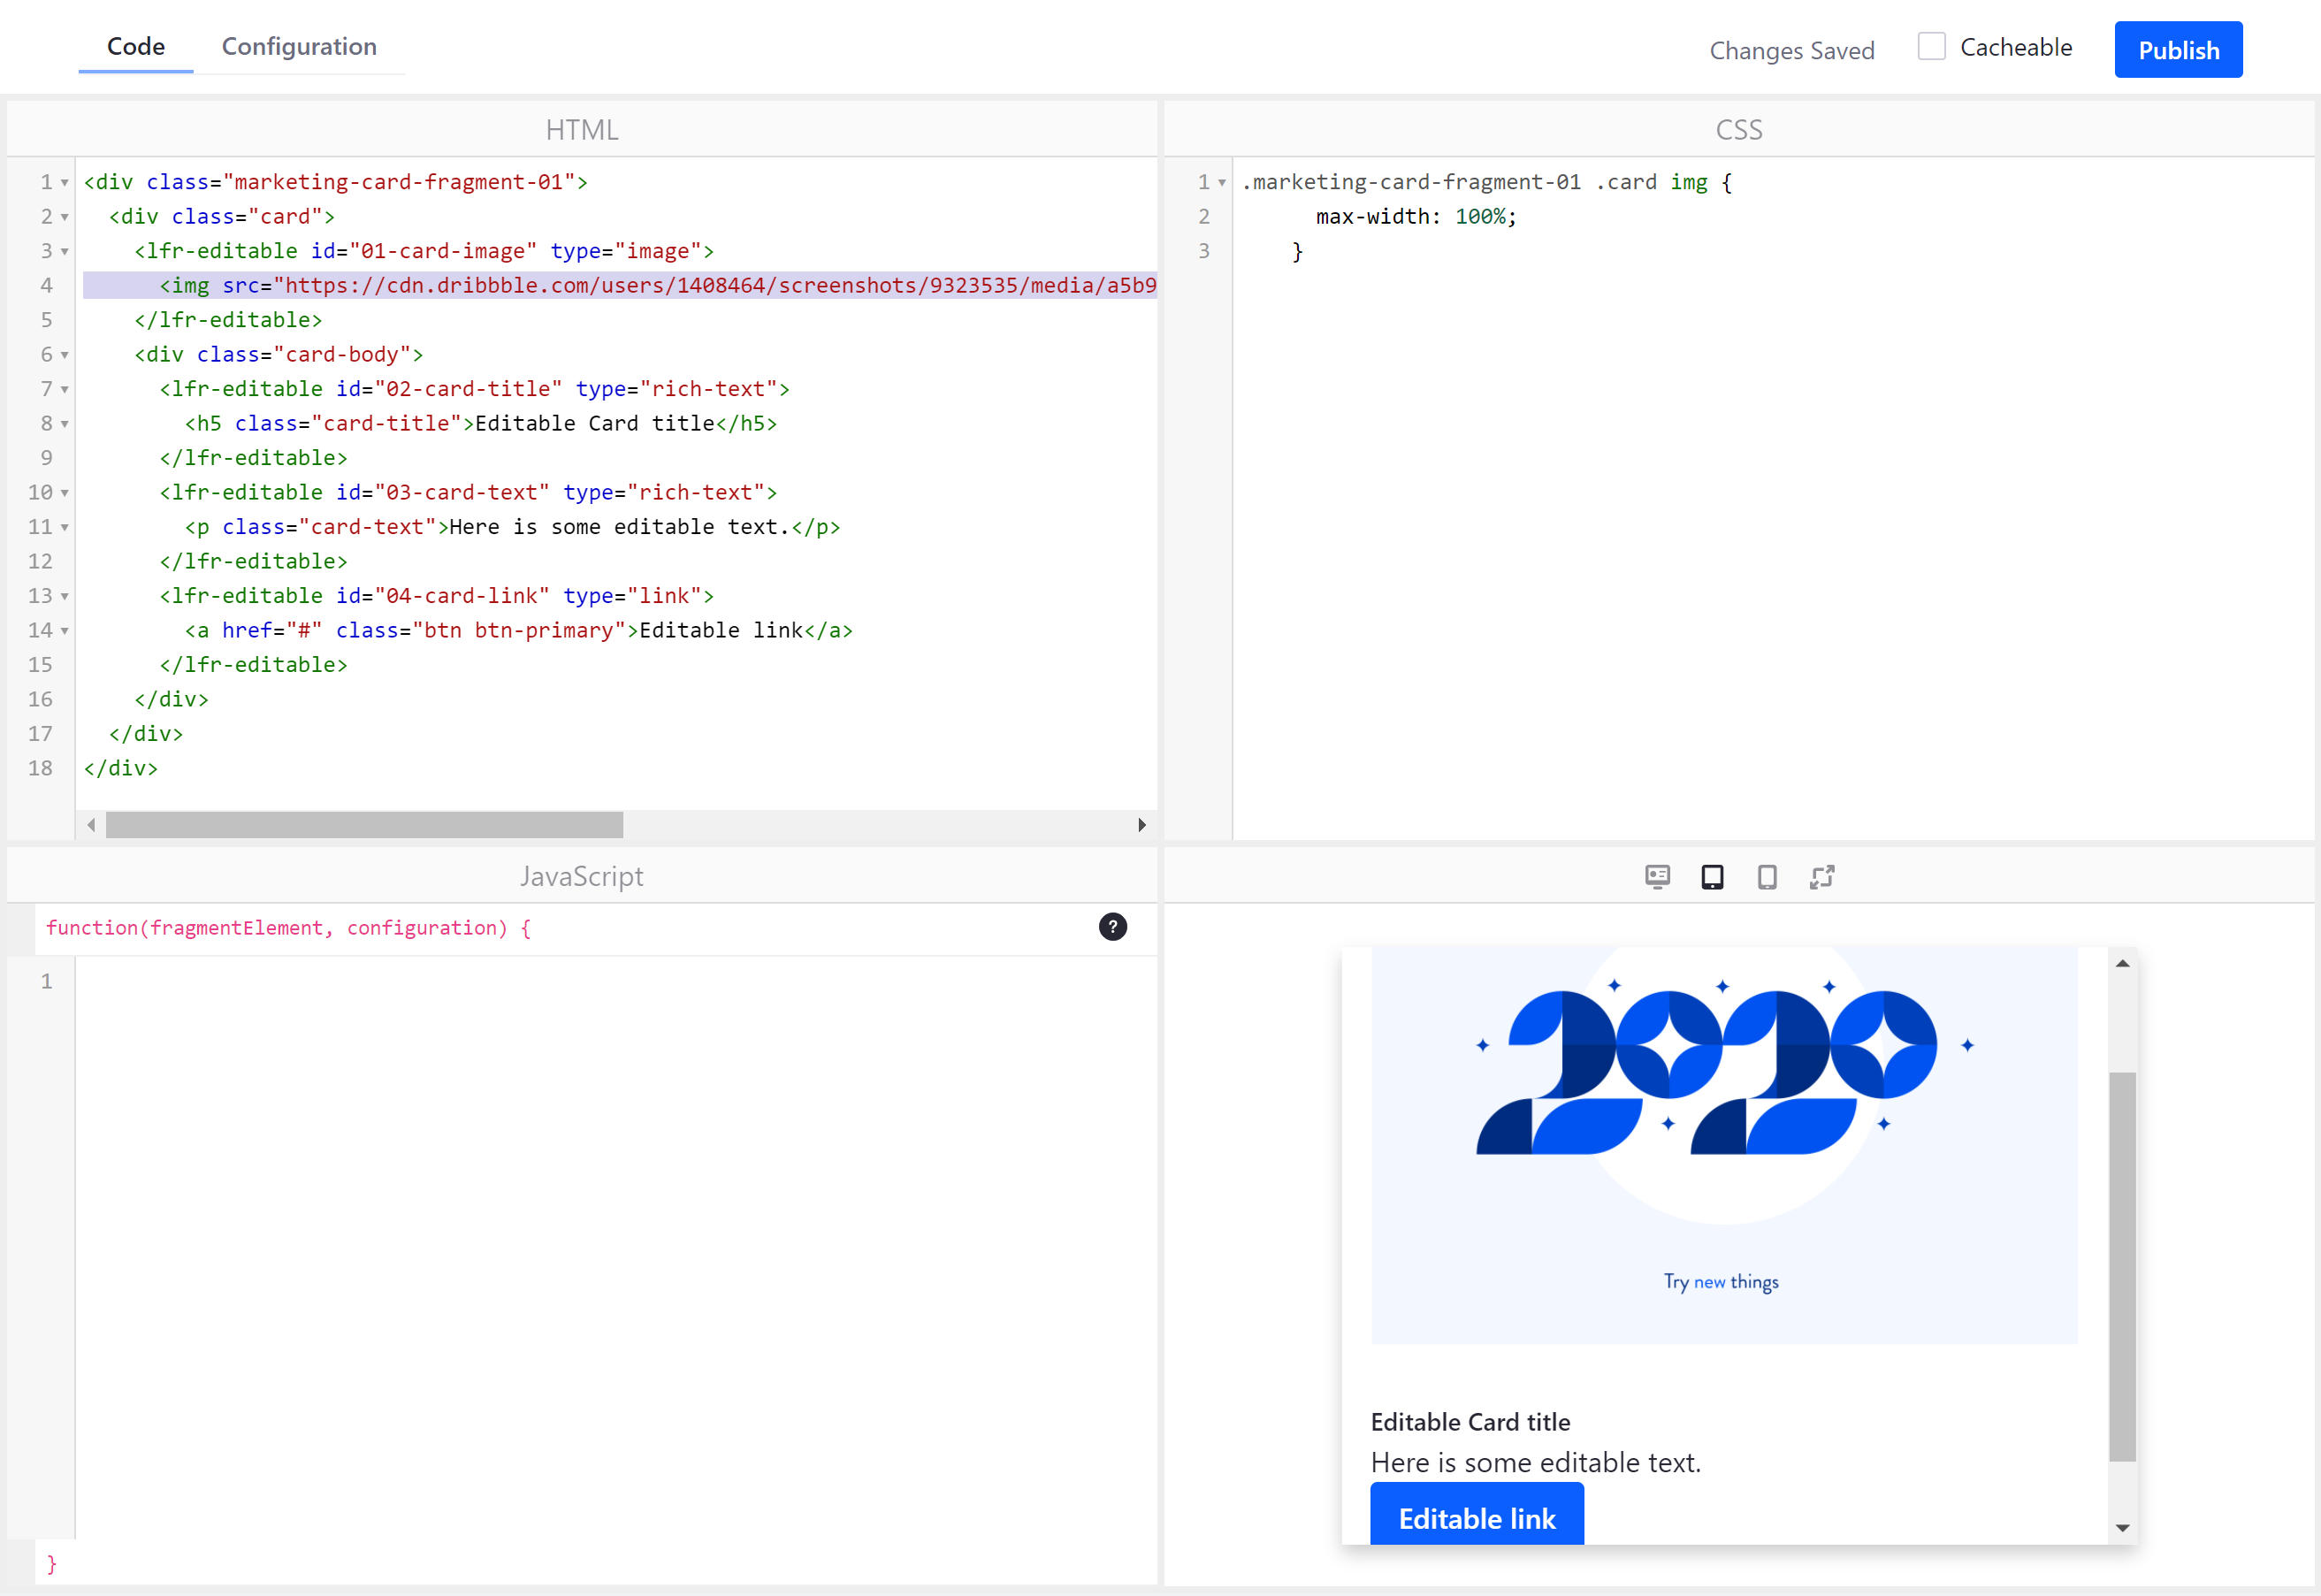 Code Configuration Changes Saved Cacheable Publish
HTML
1 <div class="marketing-card-fragment-01">
2 <div class="card">
3 <lfr-editable id="01-card-image" type="image">
4 <img src="https://cdn.dribbble.com/users/1408464/screenshots/9323535/media/a5b9
5 </lfr-editable>
6 <div class="card-body">
7 <lfr-editable id="02-card-title" type="rich-text">
8 <h5 class="card-title">Editable Card title</h5>
9 </lfr-editable>
10 <lfr-editable id="03-card-text" type="rich-text">
11 <p class="card-text">Here is some editable text.</p>
12 </lfr-editable>
13 <lfr-editable id="04-card-link" type="link">
14 <a href="#" class="btn btn-primary">Editable link</a>
15 </lfr-editable>
16 </div>
17 </div>
18 </div>
CSS
1 .marketing-card-fragment-01 .card img {
2 max-width: 100%;
3 }
JavaScript
function(fragmentElement, configuration) {
?
1
}
2020
Try new things
Editable Card title
Here is some editable text.
Editable link